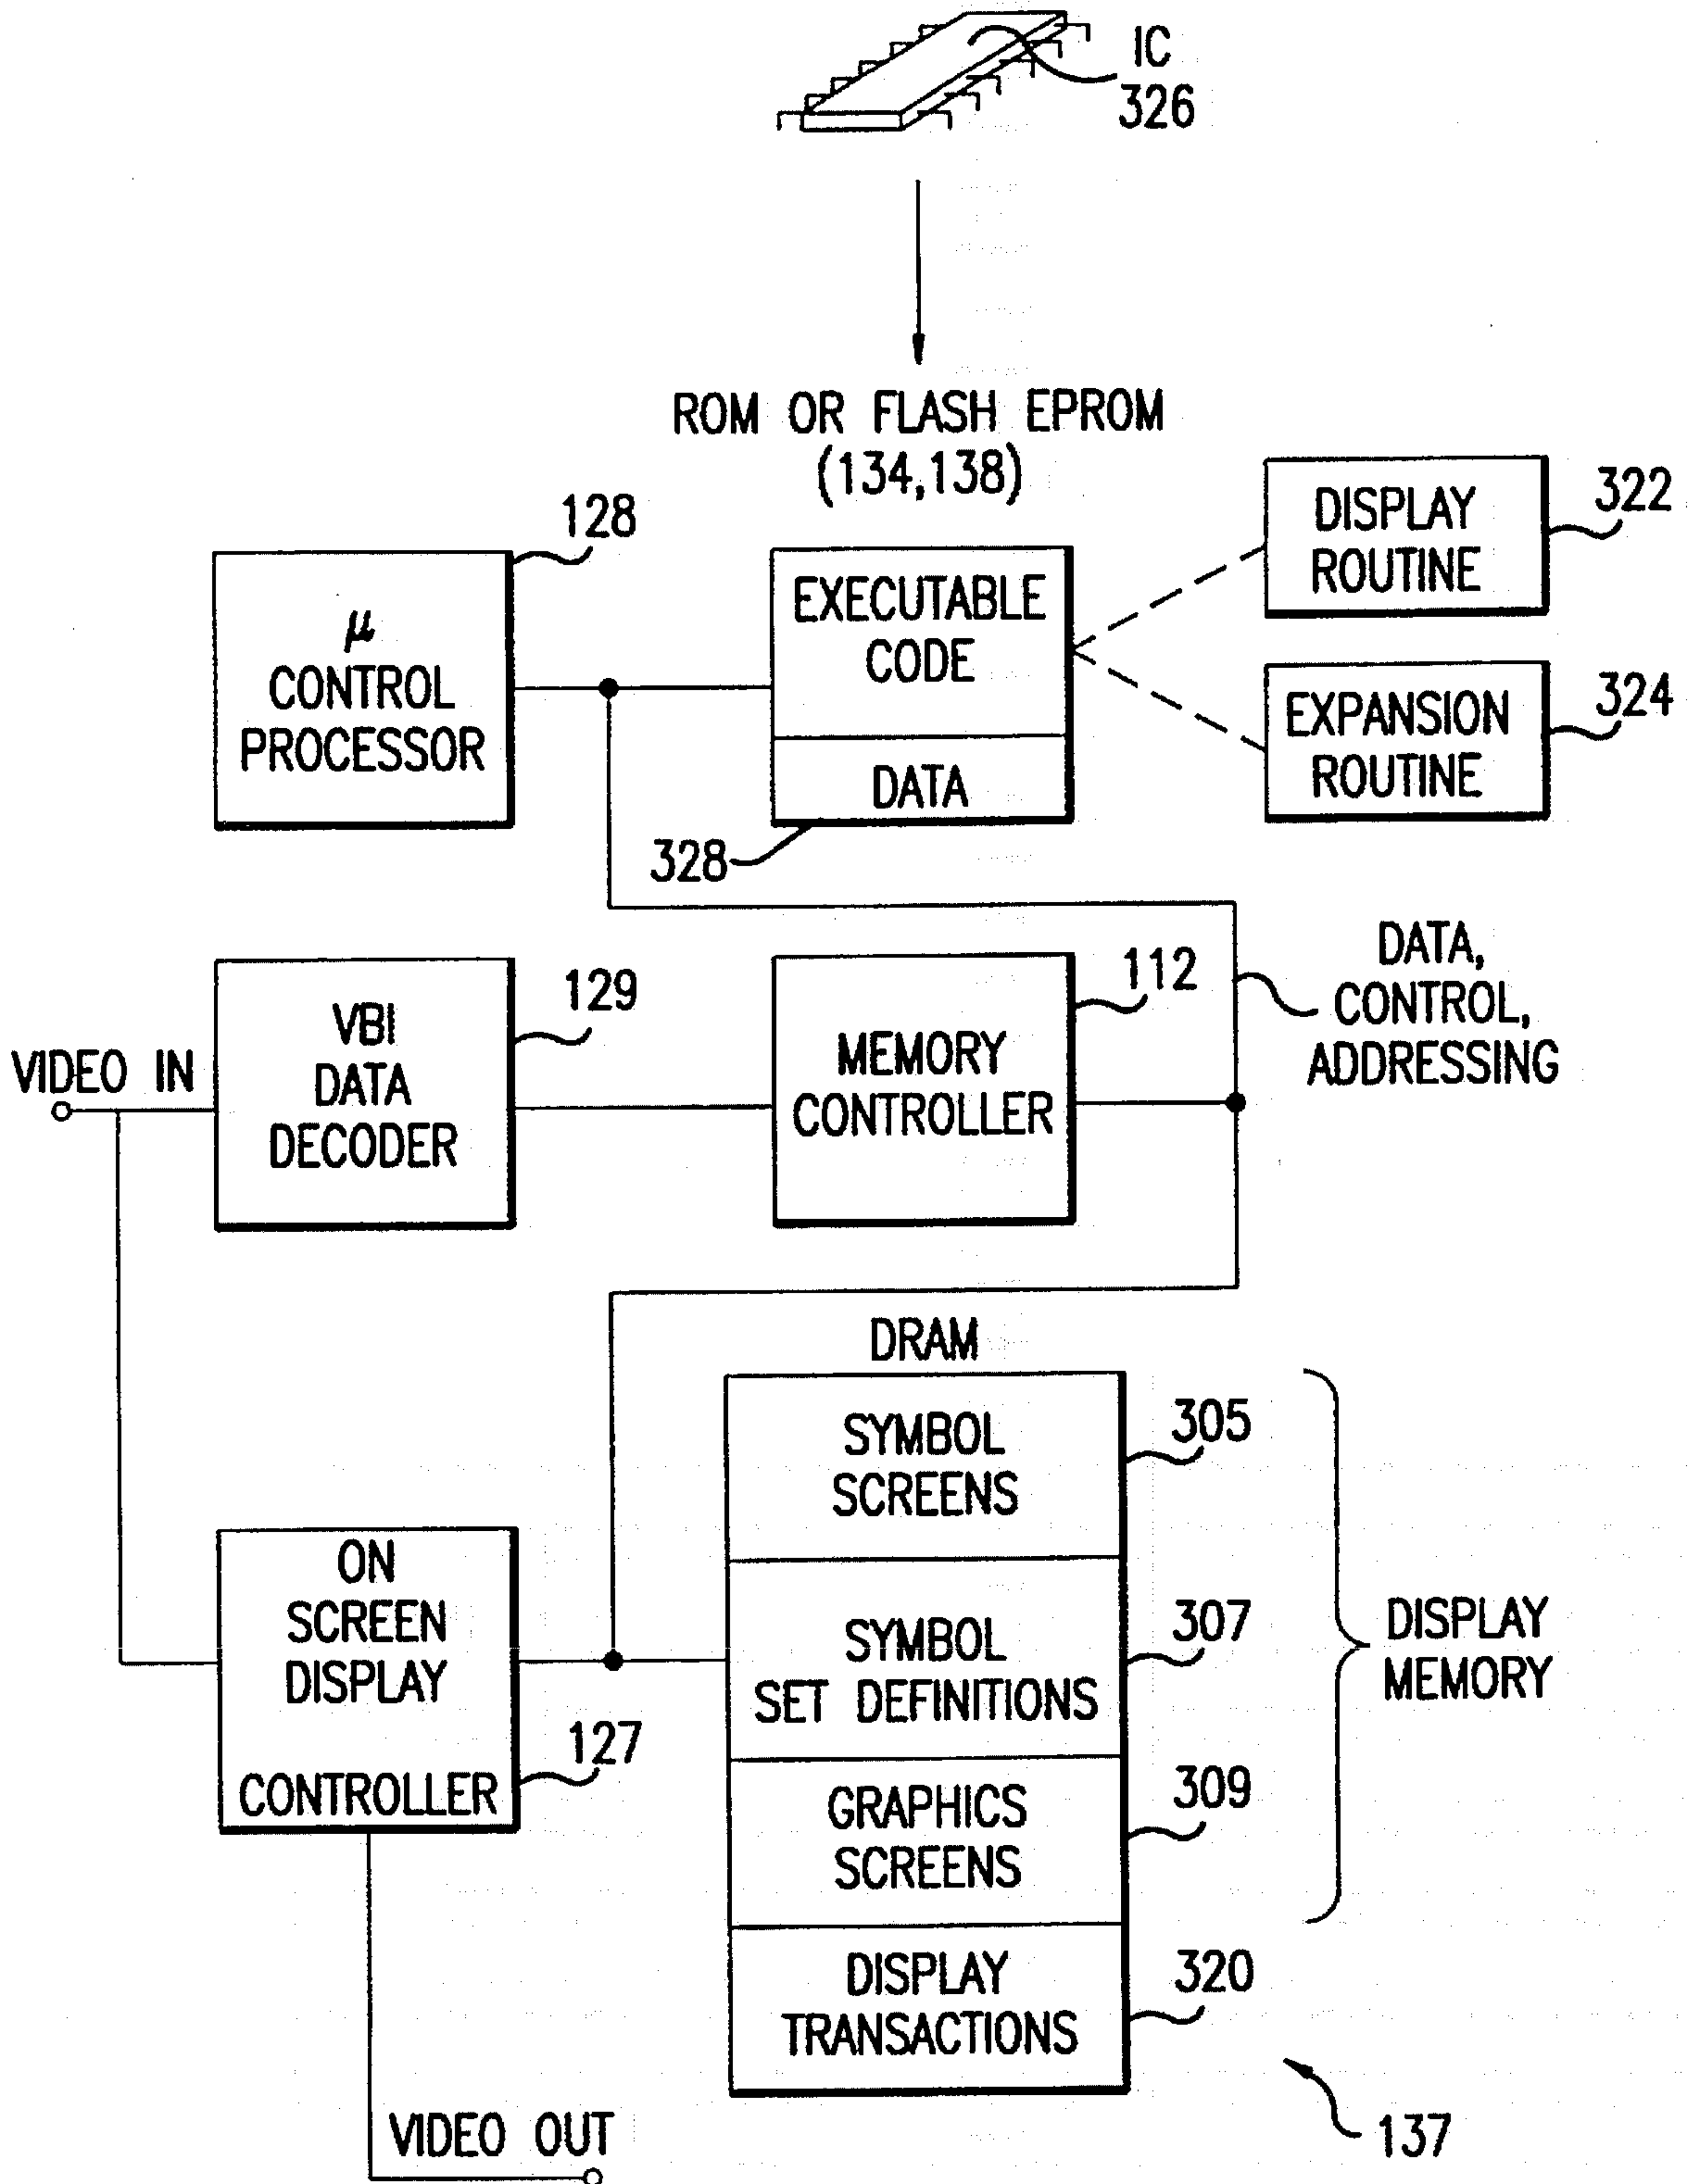 IC
326
ROM OR FLASH EPROM
(134,138)
128
μ
CONTROL
PROCESSOR
EXECUTABLE
CODE
DATA
328
DISPLAY
ROUTINE
322
EXPANSION
ROUTINE
324
DATA,
CONTROL,
ADDRESSING
VIDEO IN
VBI
DATA
DECODER
129
MEMORY
CONTROLLER
112
DRAM
SYMBOL
SCREENS
305
SYMBOL
SET DEFINITIONS
307
GRAPHICS
SCREENS
309
DISPLAY
TRANSACTIONS
320
DISPLAY
MEMORY
ON
SCREEN
DISPLAY
CONTROLLER
127
137
VIDEO OUT